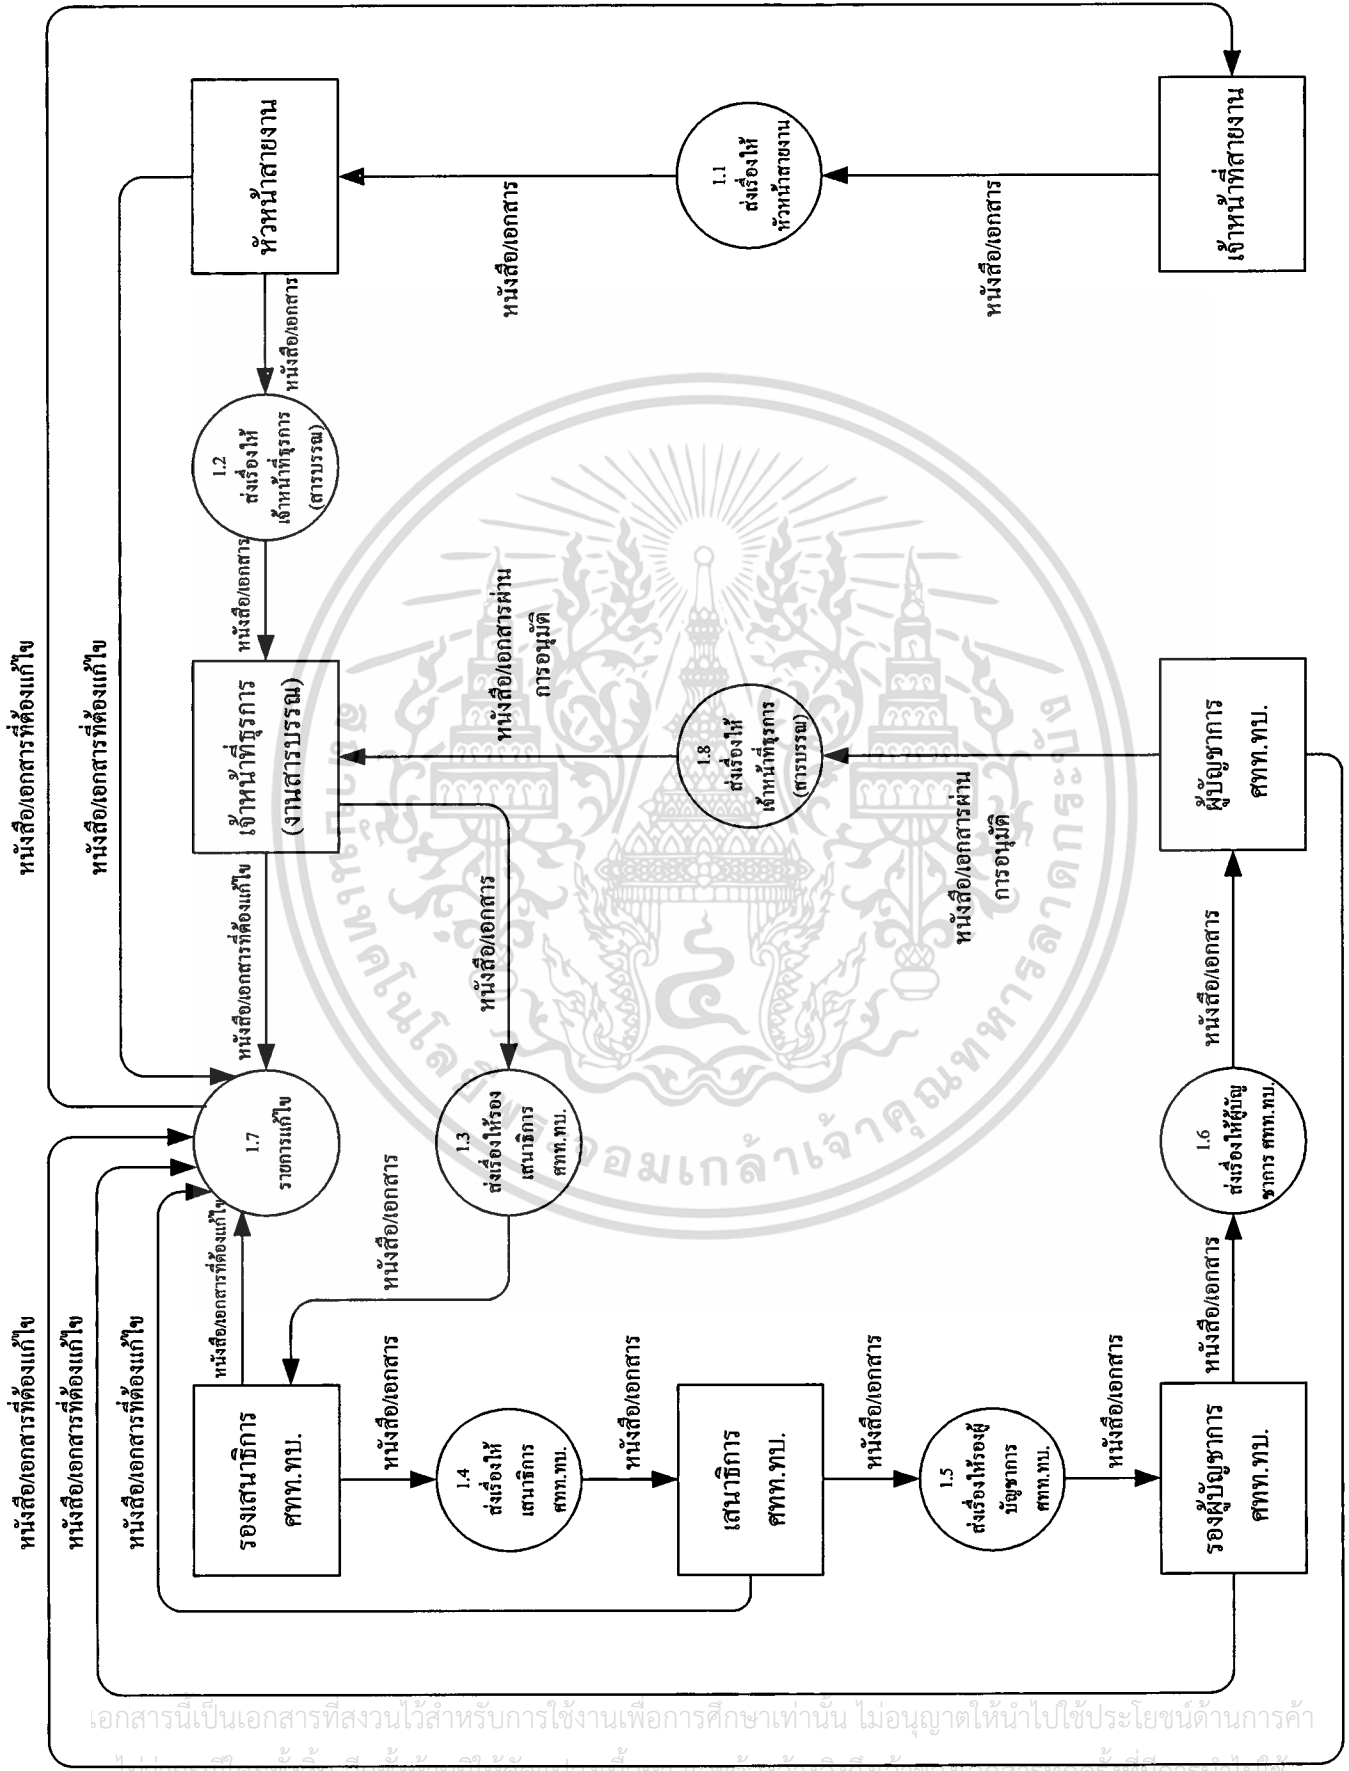 หนังสือ/เอกสารที่ต้องแก้ไข
หนังสือ/เอกสารที่ต้องแก้ไข
หนังสือ/เอกสารที่ต้องแก้ไข
หนังสือ/เอกสารที่ต้องแก้ไข
หนังสือ/เอกสารที่ต้องแก้ไข
รองเสนาธิการ
ศทท.ทบ.
หนังสือ/เอกสารที่ต้องแก้ไข
1.7
รายการแก้ไข
หนังสือ/เอกสารที่ต้องแก้ไข
เจ้าหน้าที่ธุรการ
(งานสารบรรณ)
หนังสือ/เอกสาร
1.2
ส่งเรื่องให้
เจ้าหน้าที่ธุรการ
(สารบรรณ)
หนังสือ/เอกสาร
หัวหน้าสายงาน
หนังสือ/เอกสาร
1.4
ส่งเรื่องให้
เสนาธิการ
ศทท.ทบ.
หนังสือ/เอกสาร
หนังสือ/เอกสาร
1.3
ส่งเรื่องให้รอง
เสนาธิการ
ศทท.ทบ.
หนังสือ/เอกสาร
หนังสือ/เอกสารผ่าน
การอนุมัติ
หนังสือ/เอกสาร
เสนาธิการ
ศทท.ทบ.
1.8
ส่งเรื่องให้
เจ้าหน้าที่ธุรการ
(สารบรรณ)
1.1
ส่งเรื่องให้
หัวหน้าสายงาน
หนังสือ/เอกสาร
1.5
ส่งเรื่องให้รองผู้
บัญชาการ
ศทท.ทบ.
หนังสือ/เอกสาร
หนังสือ/เอกสารผ่าน
การอนุมัติ
หนังสือ/เอกสาร
รองผู้บัญชาการ
ศทท.ทบ.
หนังสือ/เอกสาร
1.6
ส่งเรื่องให้ผู้บัญ
ชาการ ศทท.ทบ.
หนังสือ/เอกสาร
ผู้บัญชาการ
ศทท.ทบ.
เจ้าหน้าที่สายงาน
เอกสารนี้เป็นเอกสารที่สงวนไว้สำหรับการใช้งานเพื่อการศึกษาเท่านั้น ไม่อนุญาตให้นำไปใช้ประโยชน์ด้านการค้า